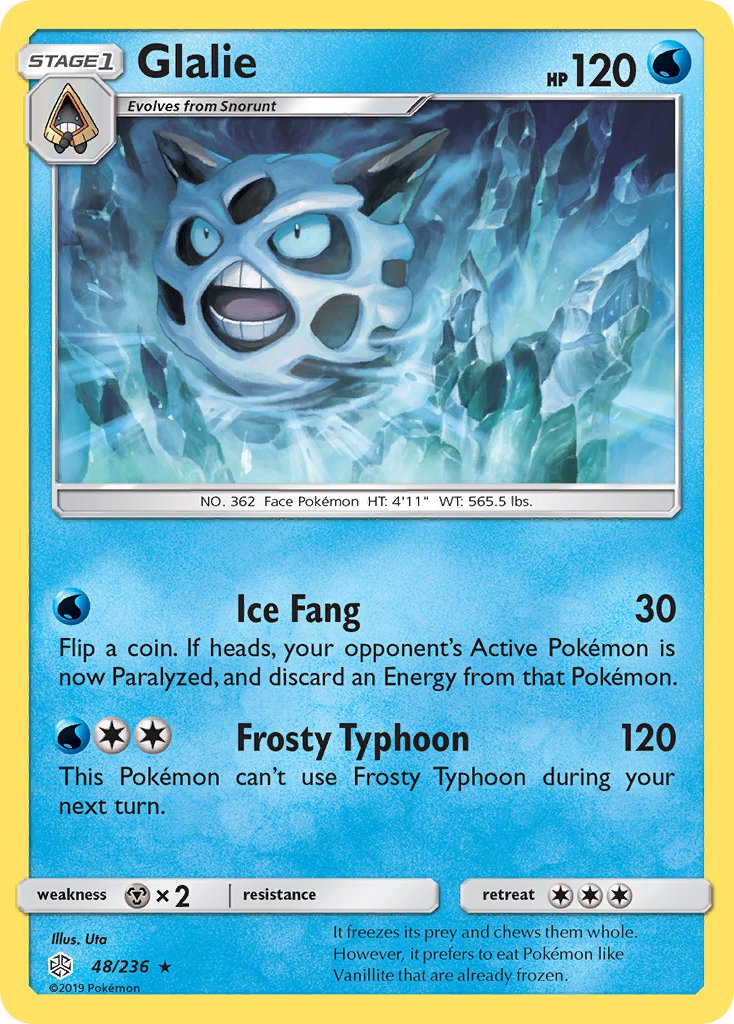 STAGE1 Glalie HP 120
Evolves from Snorunt
NO. 362 Face Pokémon HT: 4'11" WT: 565.5 lbs.
Ice Fang 30
Flip a coin. If heads, your opponent's Active Pokémon is
now Paralyzed, and discard an Energy from that Pokémon.
Frosty Typhoon 120
This Pokémon can't use Frosty Typhoon during your
next turn.
weakness × 2 resistance retreat
Illus. Uta
48/236 ★
©2019 Pokémon
It freezes its prey and chews them whole.
However, it prefers to eat Pokémon like
Vanillite that are already frozen.